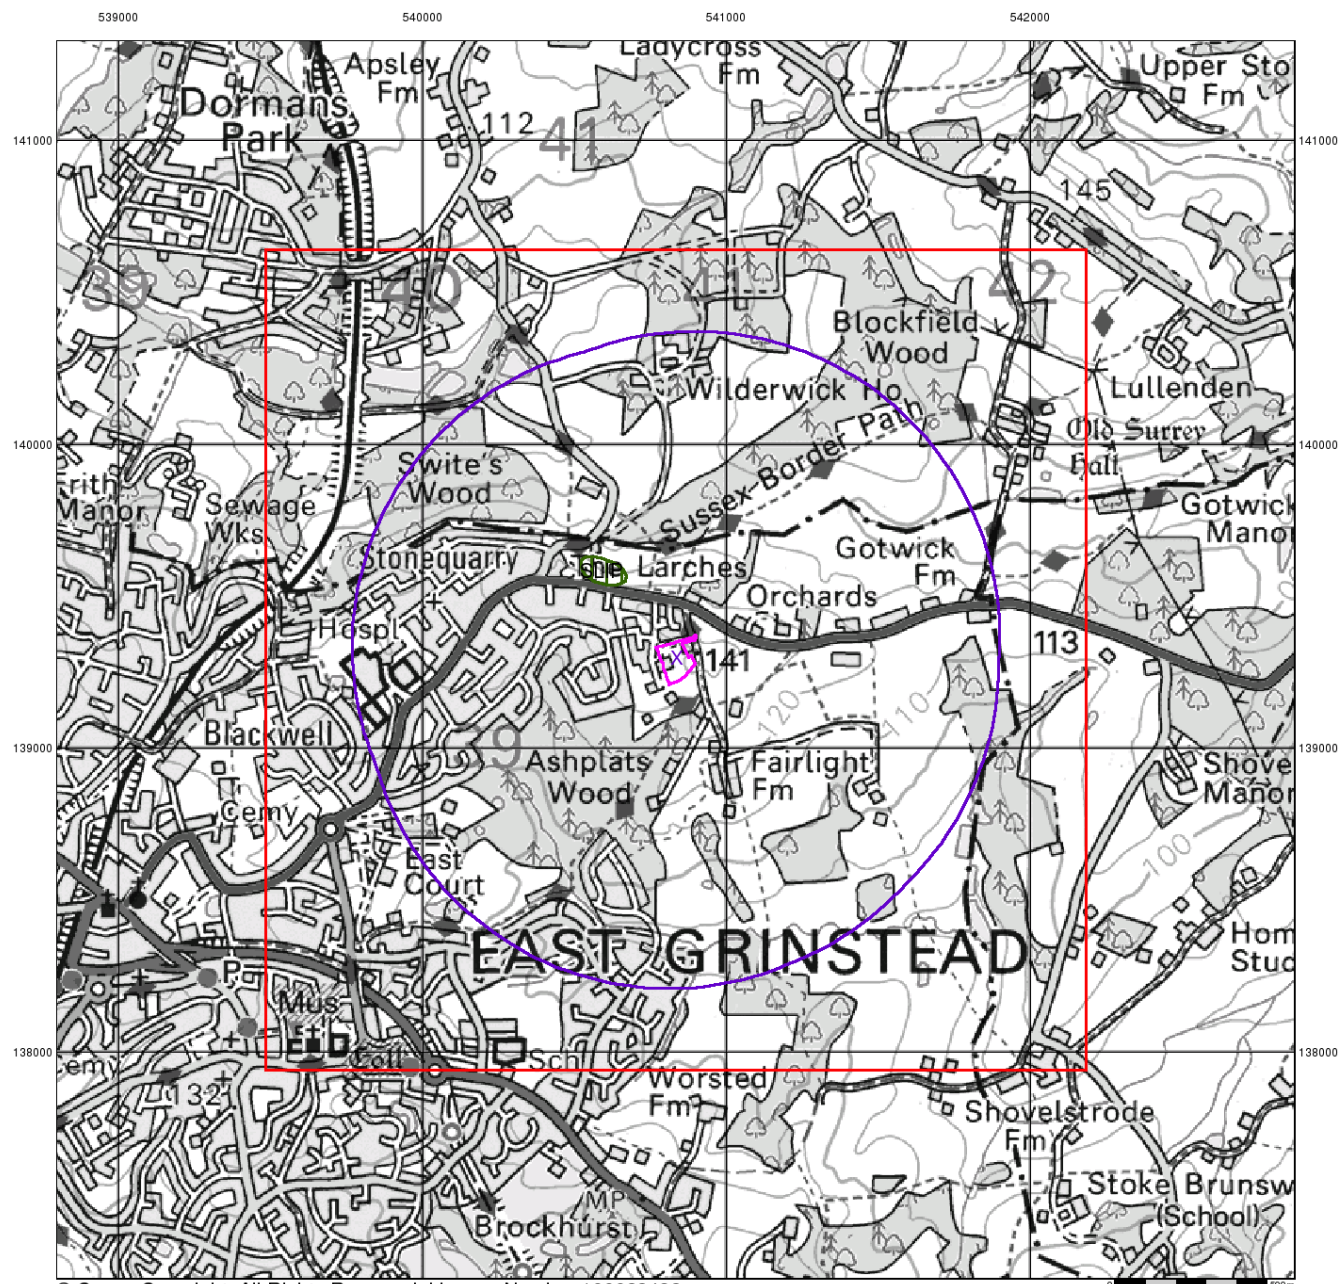 539000 540000 541000 542000
Ladycross
Fm
Apsley
Fm
Upper Sto
Fm
Dormans
Park
112
41
141000
141000
145
39
40
41
42
Blockfield
Wood
Wilderwick Ho
Lullenden
Sussex Border Path
Old Surrey
Hall
140000
140000
Swite's
Wood
rith
Manor
Sewage
Wks
Gotwick
Manor
Stonequarry
Larches
Gotwick
Fm
Orchards
Hospl
X
141
113
120
110
Blackwell
39
139000
139000
Ashplats
Wood
Fairlight
Fm
Shove
Manor
Cemy
East
Court
100
EAST GRINSTEAD
Hom
Stud
P
Mus
Coll
Sch
138000
138000
emy
132
Worsted
Fm
Shovelstrode
Fm
MP
Brockhurst
Stoke Brunsw
(School)